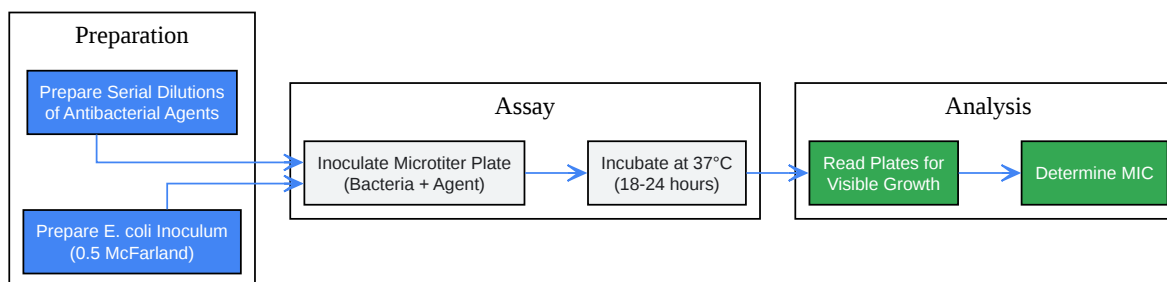 Preparation
Prepare Serial Dilutions
of Antibacterial Agents
Prepare E. coli Inoculum
(0.5 McFarland)
Assay
Inoculate Microtiter Plate
(Bacteria + Agent)
Incubate at 37°C
(18-24 hours)
Analysis
Read Plates for
Visible Growth
Determine MIC